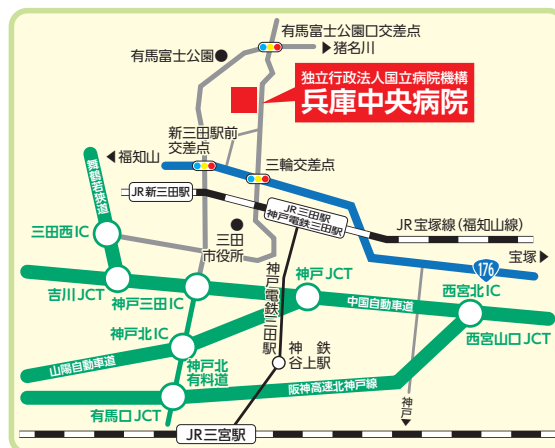 有馬富士公園口交差点
▶猪名川
有馬富士公園
独立行政法人国立病院機構
兵庫中央病院
新三田駅前
交差点
◀福知山
三輪交差点
舞鶴若狭道
JR新三田駅
JR三田駅
神戸電鉄三田駅
JR宝塚線(福知山線)
三田西IC
三田
市役所
宝塚▶
176
吉川JCT
神戸三田IC
神戸電鉄三田駅
神戸JCT
中国自動車道
西宮北IC
神戸北IC
西宮山口JCT
山陽自動車道
神戸北
有料道
神鉄
谷上駅
阪神高速北神戸線
有馬口JCT
神戸▼
JR三宮駅